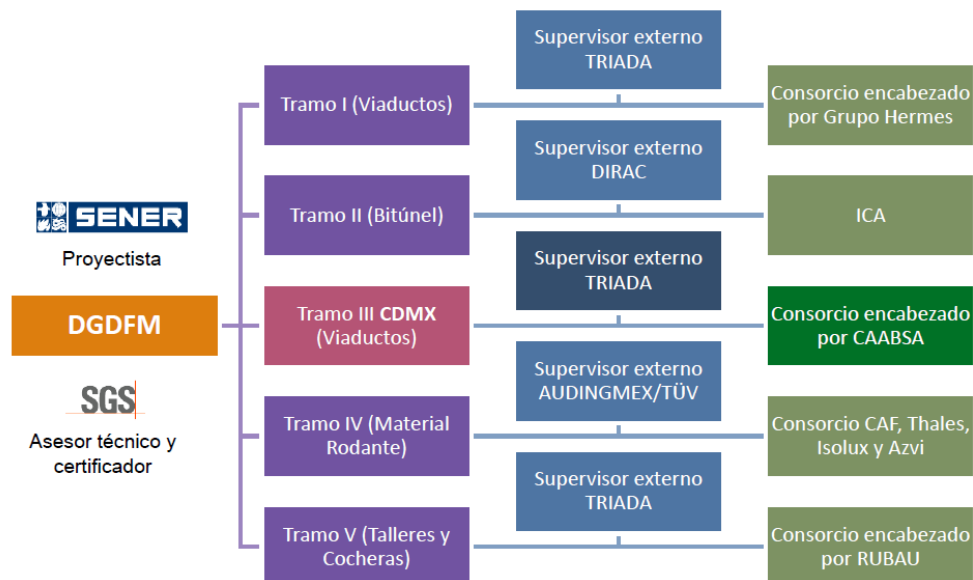 Supervisor externo
TRIADA
Tramo I (Viaductos)
Consorcio encabezado
por Grupo Hermes
Supervisor externo
DIRAC
SENER
Proyectista
Tramo II (Bitúnel)
ICA
Supervisor externo
TRIADA
DGDFM
Tramo III CDMX
(Viaductos)
Consorcio encabezado
por CAABSA
Supervisor externo
AUDINGMEX/TÜV
SGS
Asesor técnico y
certificador
Tramo IV (Material
Rodante)
Consorcio CAF, Thales,
Isolux y Azvi
Supervisor externo
TRIADA
Tramo V (Talleres y
Cocheras)
Consorcio encabezado
por RUBAU